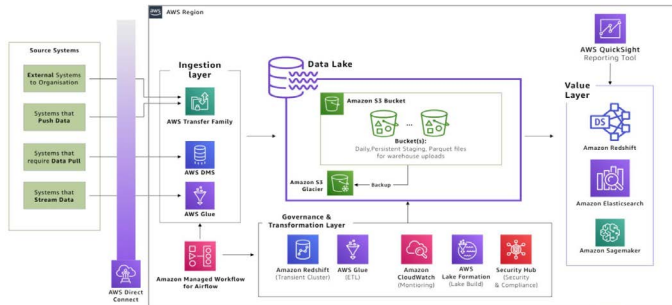 aws
AWS Region
Source Systems
External Systems
to Organisation
Systems that
Push Data
Systems that
require Data Pull
Systems that
Stream Data
AWS Direct
Connect
Ingestion
layer
AWS Transfer Family
AWS DMS
AWS Glue
Amazon Managed Workflow
for Airflow
Data Lake
Amazon S3 Bucket
...
Bucket(s):
Daily,Persistent Staging, Parquet files
for warehouse uploads
Amazon S3
Glacier
Backup
Governance &
Transformation Layer
Amazon Redshift
(Transient Cluster)
AWS Glue
(ETL)
Amazon
CloudWatch
(Monitoring)
AWS
Lake Formation
(Lake Build)
Security Hub
(Security
& Compliance)
AWS QuickSight
Reporting Tool
Value
Layer
DS
Amazon Redshift
Amazon Elasticsearch
Amazon Sagemaker